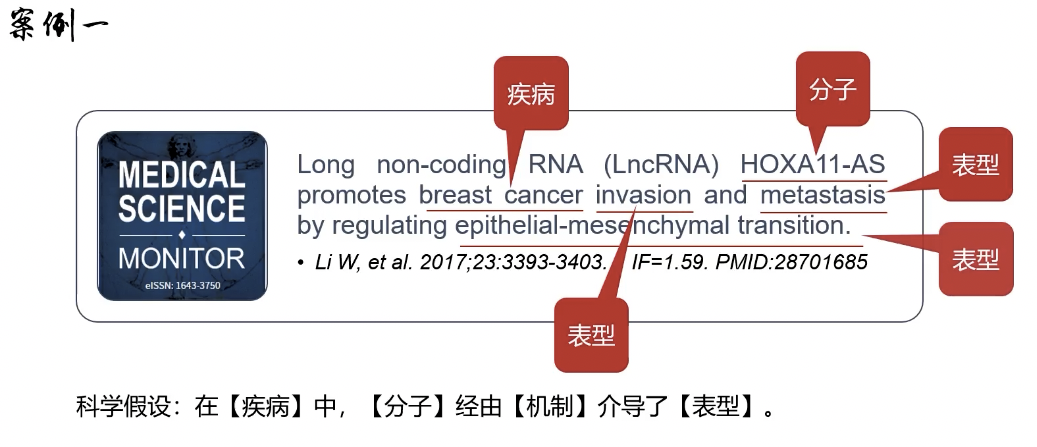 案例一
疾病
分子
MEDICAL
SCIENCE
MONITOR
eISSN: 1643-3750
Long non-coding RNA (LncRNA) HOXA11-AS
promotes breast cancer invasion and metastasis
by regulating epithelial-mesenchymal transition.
• Li W, et al. 2017;23:3393-3403. IF=1.59. PMID:28701685
表型
表型
表型
科学假设：在【疾病】中，【分子】经由【机制】介导了【表型】。